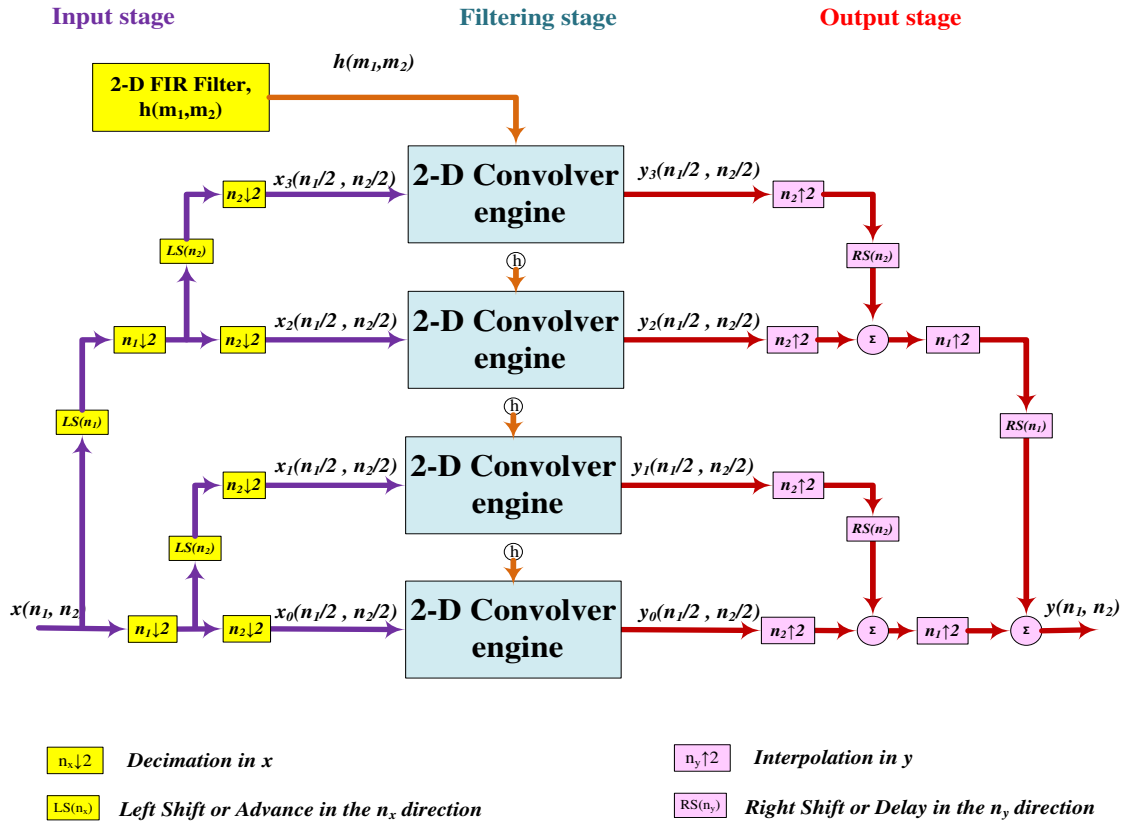 Input stage
Filtering stage
Output stage
h(m₁,m₂)
2-D FIR Filter,
h(m₁,m₂)
2-D Convolver
engine
x₃(n₁/2 , n₂/2)
y₃(n₁/2 , n₂/2)
n₂↓2
n₂↑2
LS(n₂)
RS(n₂)
h
2-D Convolver
engine
x₂(n₁/2 , n₂/2)
y₂(n₁/2 , n₂/2)
n₁↓2
n₂↓2
n₂↑2
Σ
n₁↑2
LS(n₁)
RS(n₁)
h
2-D Convolver
engine
x₁(n₁/2 , n₂/2)
y₁(n₁/2 , n₂/2)
n₂↓2
n₂↑2
LS(n₂)
RS(n₂)
h
2-D Convolver
engine
x(n₁, n₂
x₀(n₁/2 , n₂/2)
y₀(n₁/2 , n₂/2)
y(n₁, n₂)
n₁↓2
n₂↓2
n₂↑2
Σ
n₁↑2
Σ
nₓ↓2
Decimation in x
n_y↑2
Interpolation in y
LS(nₓ)
Left Shift or Advance in the nₓ direction
RS(n_y)
Right Shift or Delay in the n_y direction